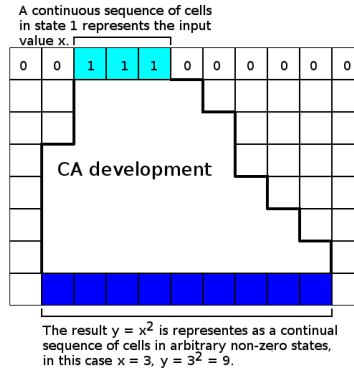 A continuous sequence of cells
in state 1 represents the input
value x.
0 0 1 1 1 0 0 0 0 0 0
CA development
The result y = x² is representes as a continual
sequence of cells in arbitrary non-zero states,
in this case x = 3, y = 3² = 9.